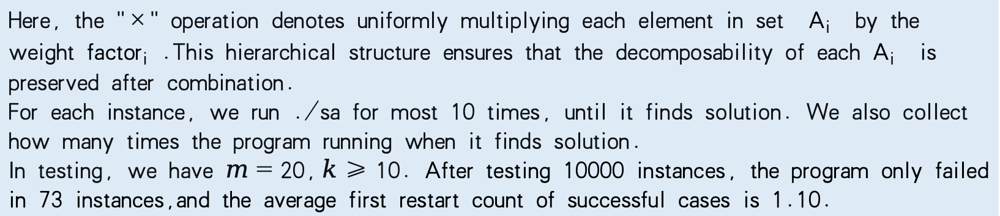 Here, the "×" operation denotes uniformly multiplying each element in set A_i by the
weight factor_i .This hierarchical structure ensures that the decomposability of each A_i is
preserved after combination.
For each instance, we run ./sa for most 10 times, until it finds solution. We also collect
how many times the program running when it finds solution.
In testing, we have m = 20, k ⩾ 10. After testing 10000 instances, the program only failed
in 73 instances,and the average first restart count of successful cases is 1.10.